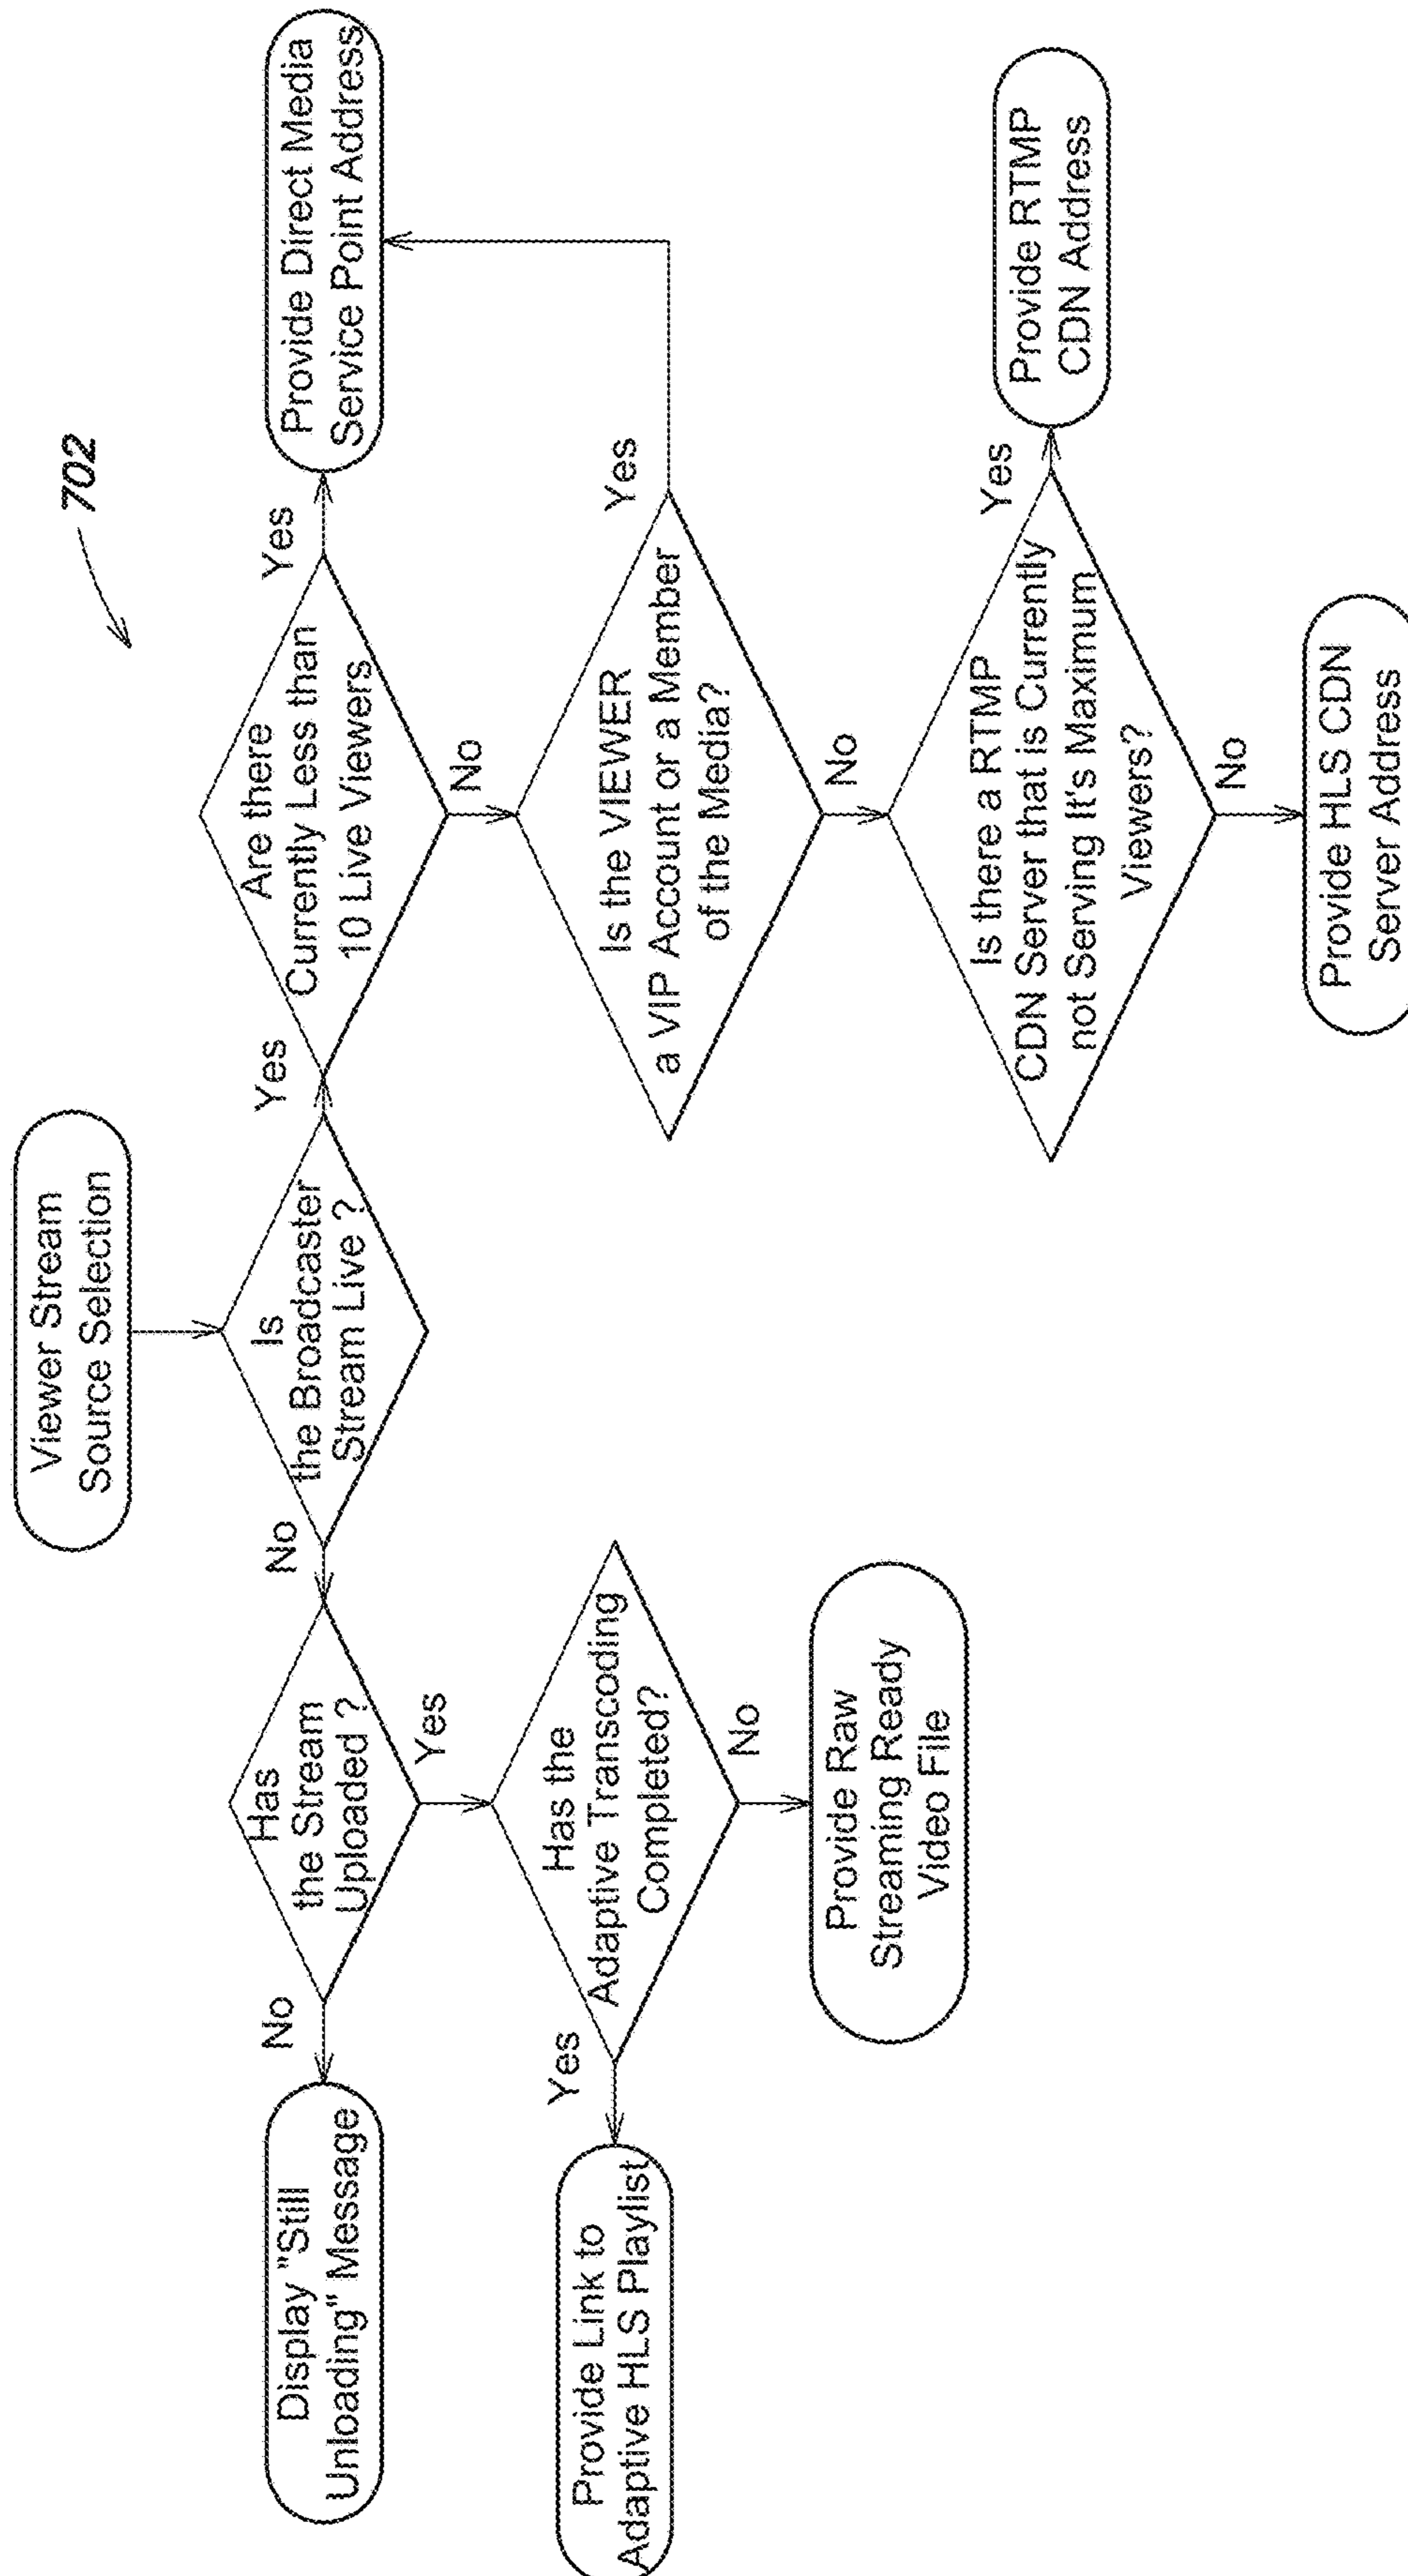 702
Viewer Stream
Source Selection
Is
the Broadcaster
Stream Live ?
No
Yes
Has
the Stream
Uploaded ?
No
Yes
Display "Still
Unloading" Message
Has the
Adaptive Transcoding
Completed?
Yes
No
Provide Link to
Adaptive HLS Playlist
Provide Raw
Streaming Ready
Video File
Are there
Currently Less than
10 Live Viewers
Yes
No
Provide Direct Media
Service Point Address
Is the VIEWER
a VIP Account or a Member
of the Media?
Yes
No
Is there a RTMP
CDN Server that is Currently
not Serving It's Maximum
Viewers?
Yes
No
Provide RTMP
CDN Address
Provide HLS CDN
Server Address